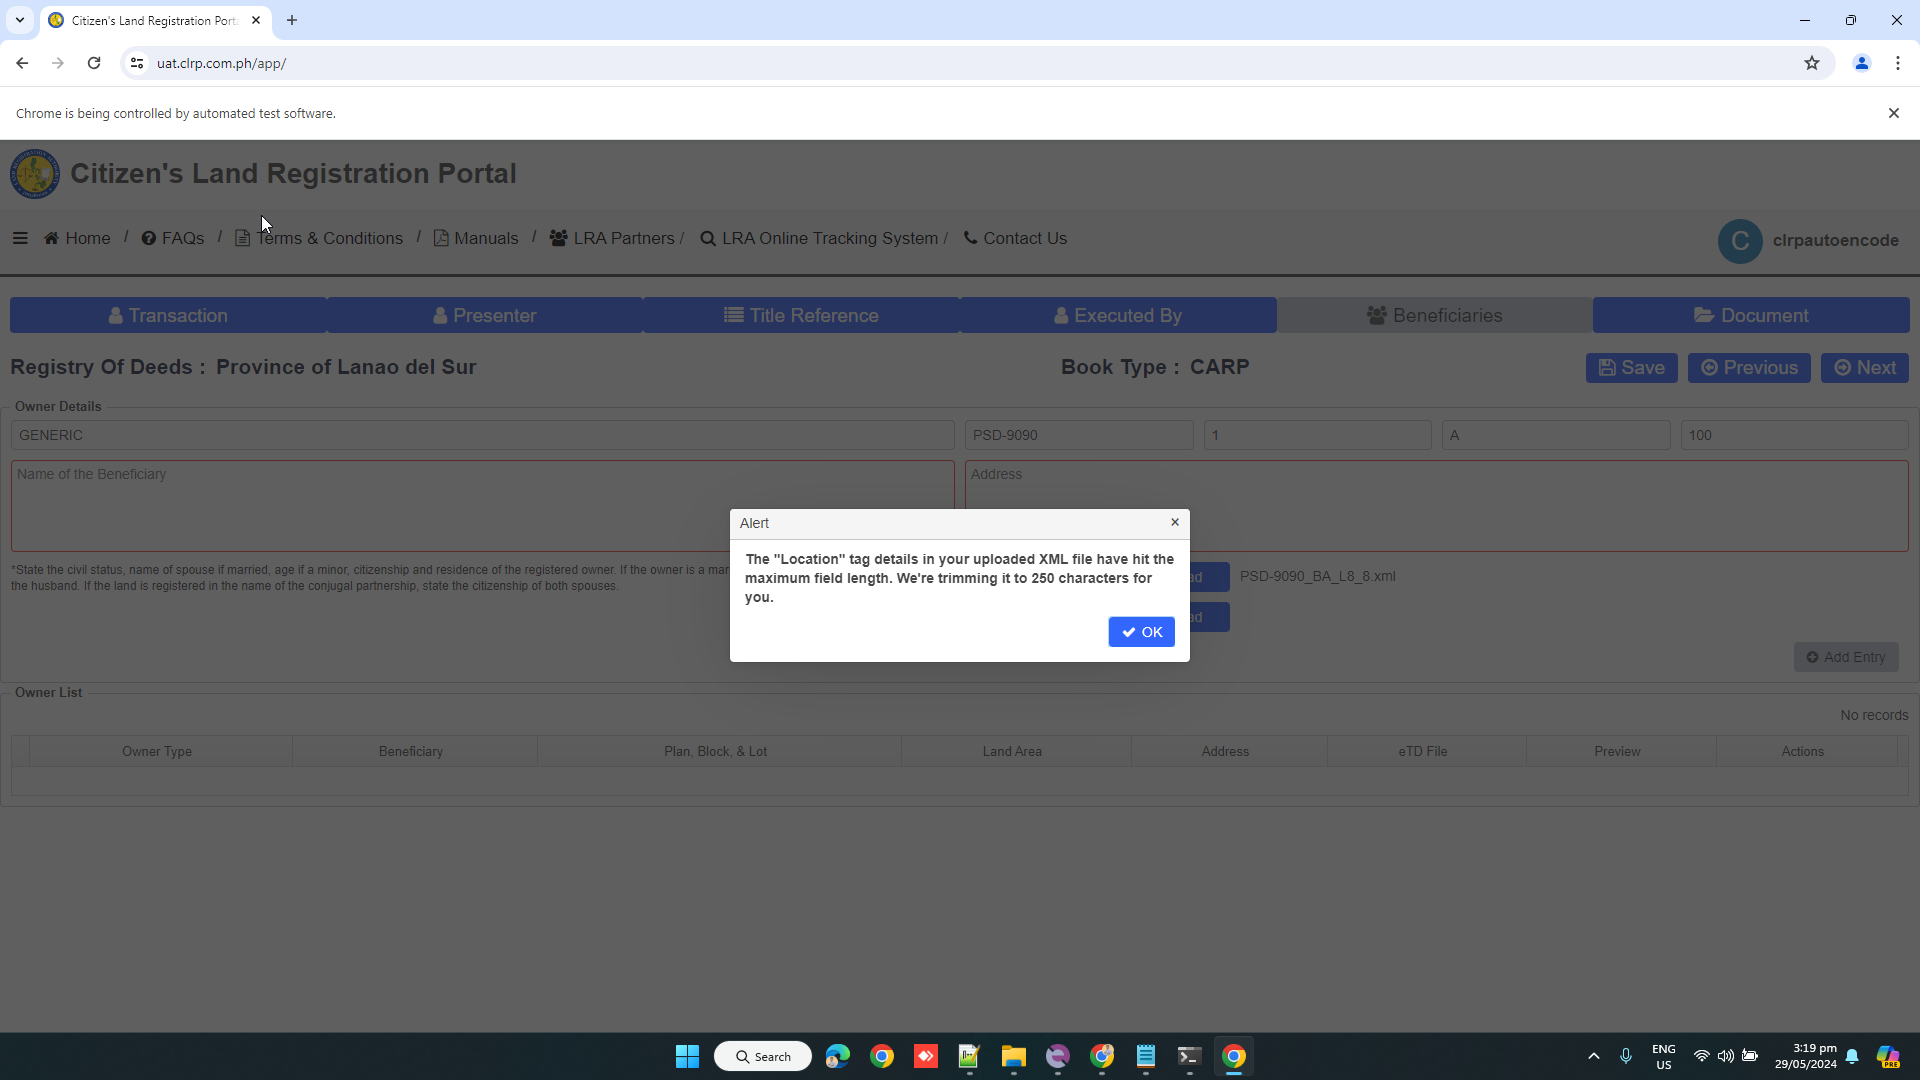 Citizen's Land Registration Porta
uat.clrp.com.ph/app/
Chrome is being controlled by automated test software.
Citizen's Land Registration Portal
Home / FAQs / Terms & Conditions / Manuals / LRA Partners / LRA Online Tracking System / Contact Us
C clrpautoencode
Transaction Presenter Title Reference Executed By Beneficiaries Document
Registry Of Deeds : Province of Lanao del Sur Book Type : CARP Save Previous Next
Owner Details
GENERIC PSD-9090 1 A 100
Name of the Beneficiary Address
Alert
The "Location" tag details in your uploaded XML file have hit the
maximum field length. We're trimming it to 250 characters for
you.
OK
*State the civil status, name of spouse if married, age if a minor, citizenship and residence of the registered owner. If the owner is a mar
the husband. If the land is registered in the name of the conjugal partnership, state the citizenship of both spouses.
ad PSD-9090_BA_L8_8.xml
ad
Add Entry
Owner List
No records
Owner Type Beneficiary Plan, Block, & Lot Land Area Address eTD File Preview Actions
Search
ENG
US
3:19 pm
29/05/2024
PRE